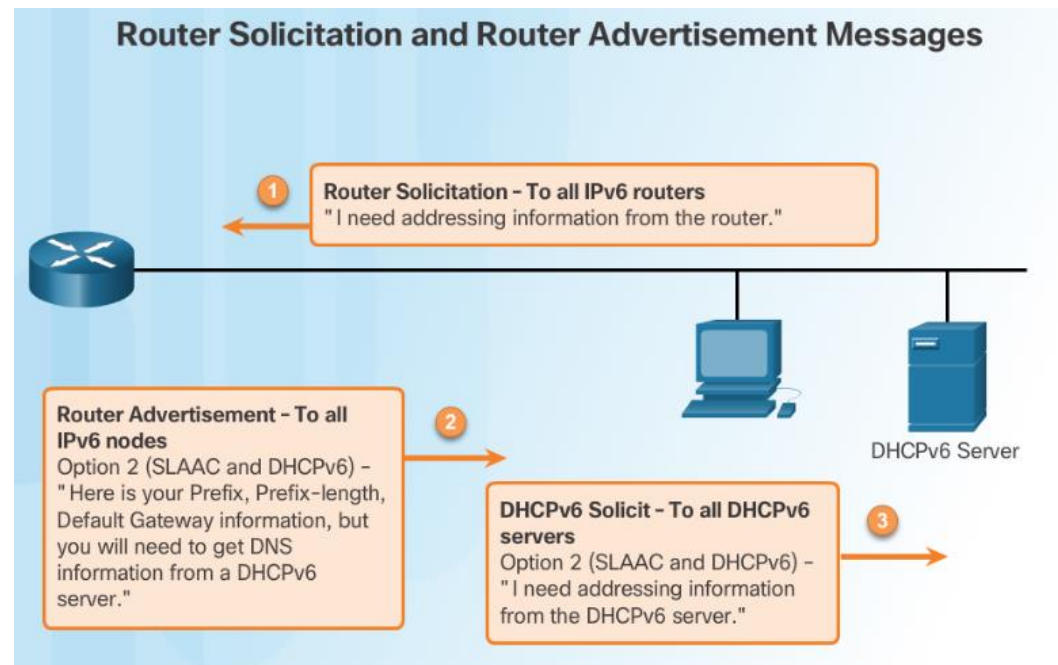 Router Solicitation and Router Advertisement Messages
1
Router Solicitation – To all IPv6 routers
"I need addressing information from the router."
Router Advertisement – To all
IPv6 nodes
Option 2 (SLAAC and DHCPv6) –
"Here is your Prefix, Prefix-length,
Default Gateway information, but
you will need to get DNS
information from a DHCPv6
server."
2
DHCPv6 Server
DHCPv6 Solicit – To all DHCPv6
servers
Option 2 (SLAAC and DHCPv6) –
"I need addressing information
from the DHCPv6 server."
3